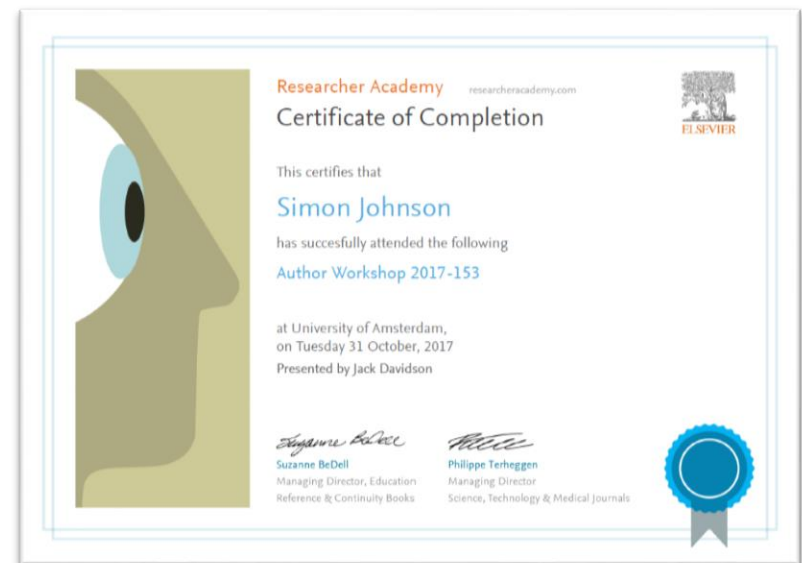 Researcher Academy researcheracademy.com
Certificate of Completion
ELSEVIER
This certifies that
Simon Johnson
has succesfully attended the following
Author Workshop 2017-153
at University of Amsterdam,
on Tuesday 31 October, 2017
Presented by Jack Davidson
Suzanne BeDell
Suzanne BeDell
Managing Director, Education
Reference & Continuity Books
Philippe Terheggen
Managing Director
Science, Technology & Medical Journals